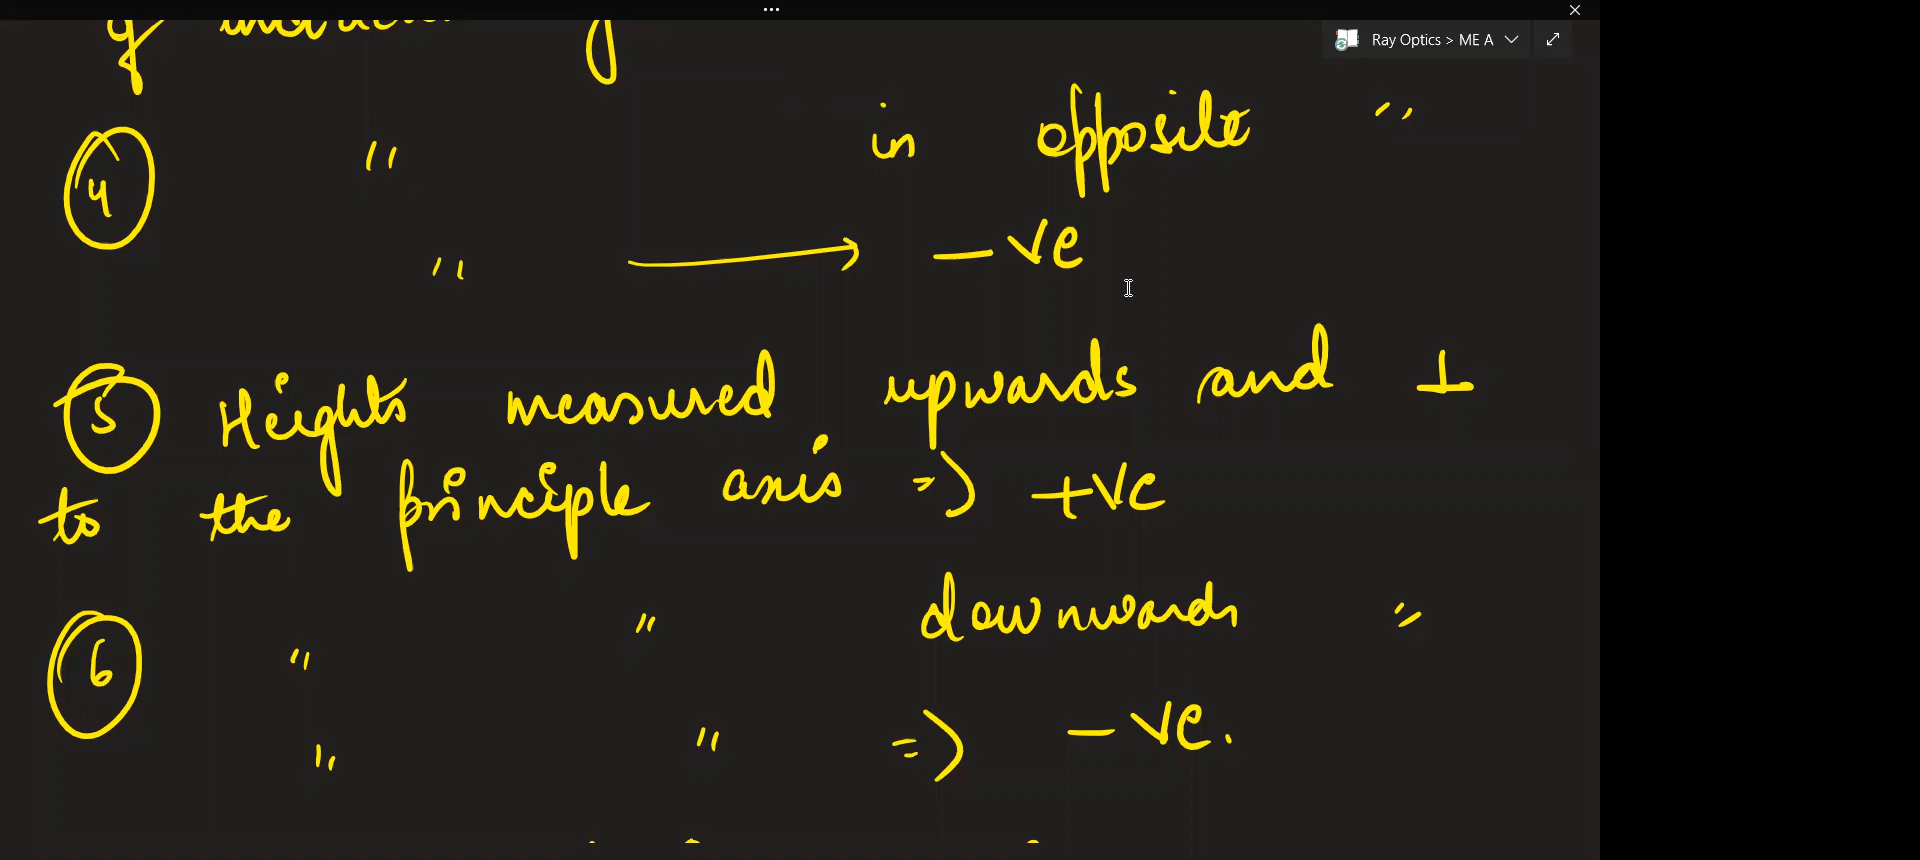 Ray Optics > ME A
of
④ " in opposite "
" → -ve
⑤ Heights measured upwards and ⊥
to the principle axis => +ve
⑥ " " downwards "
" " => -ve.